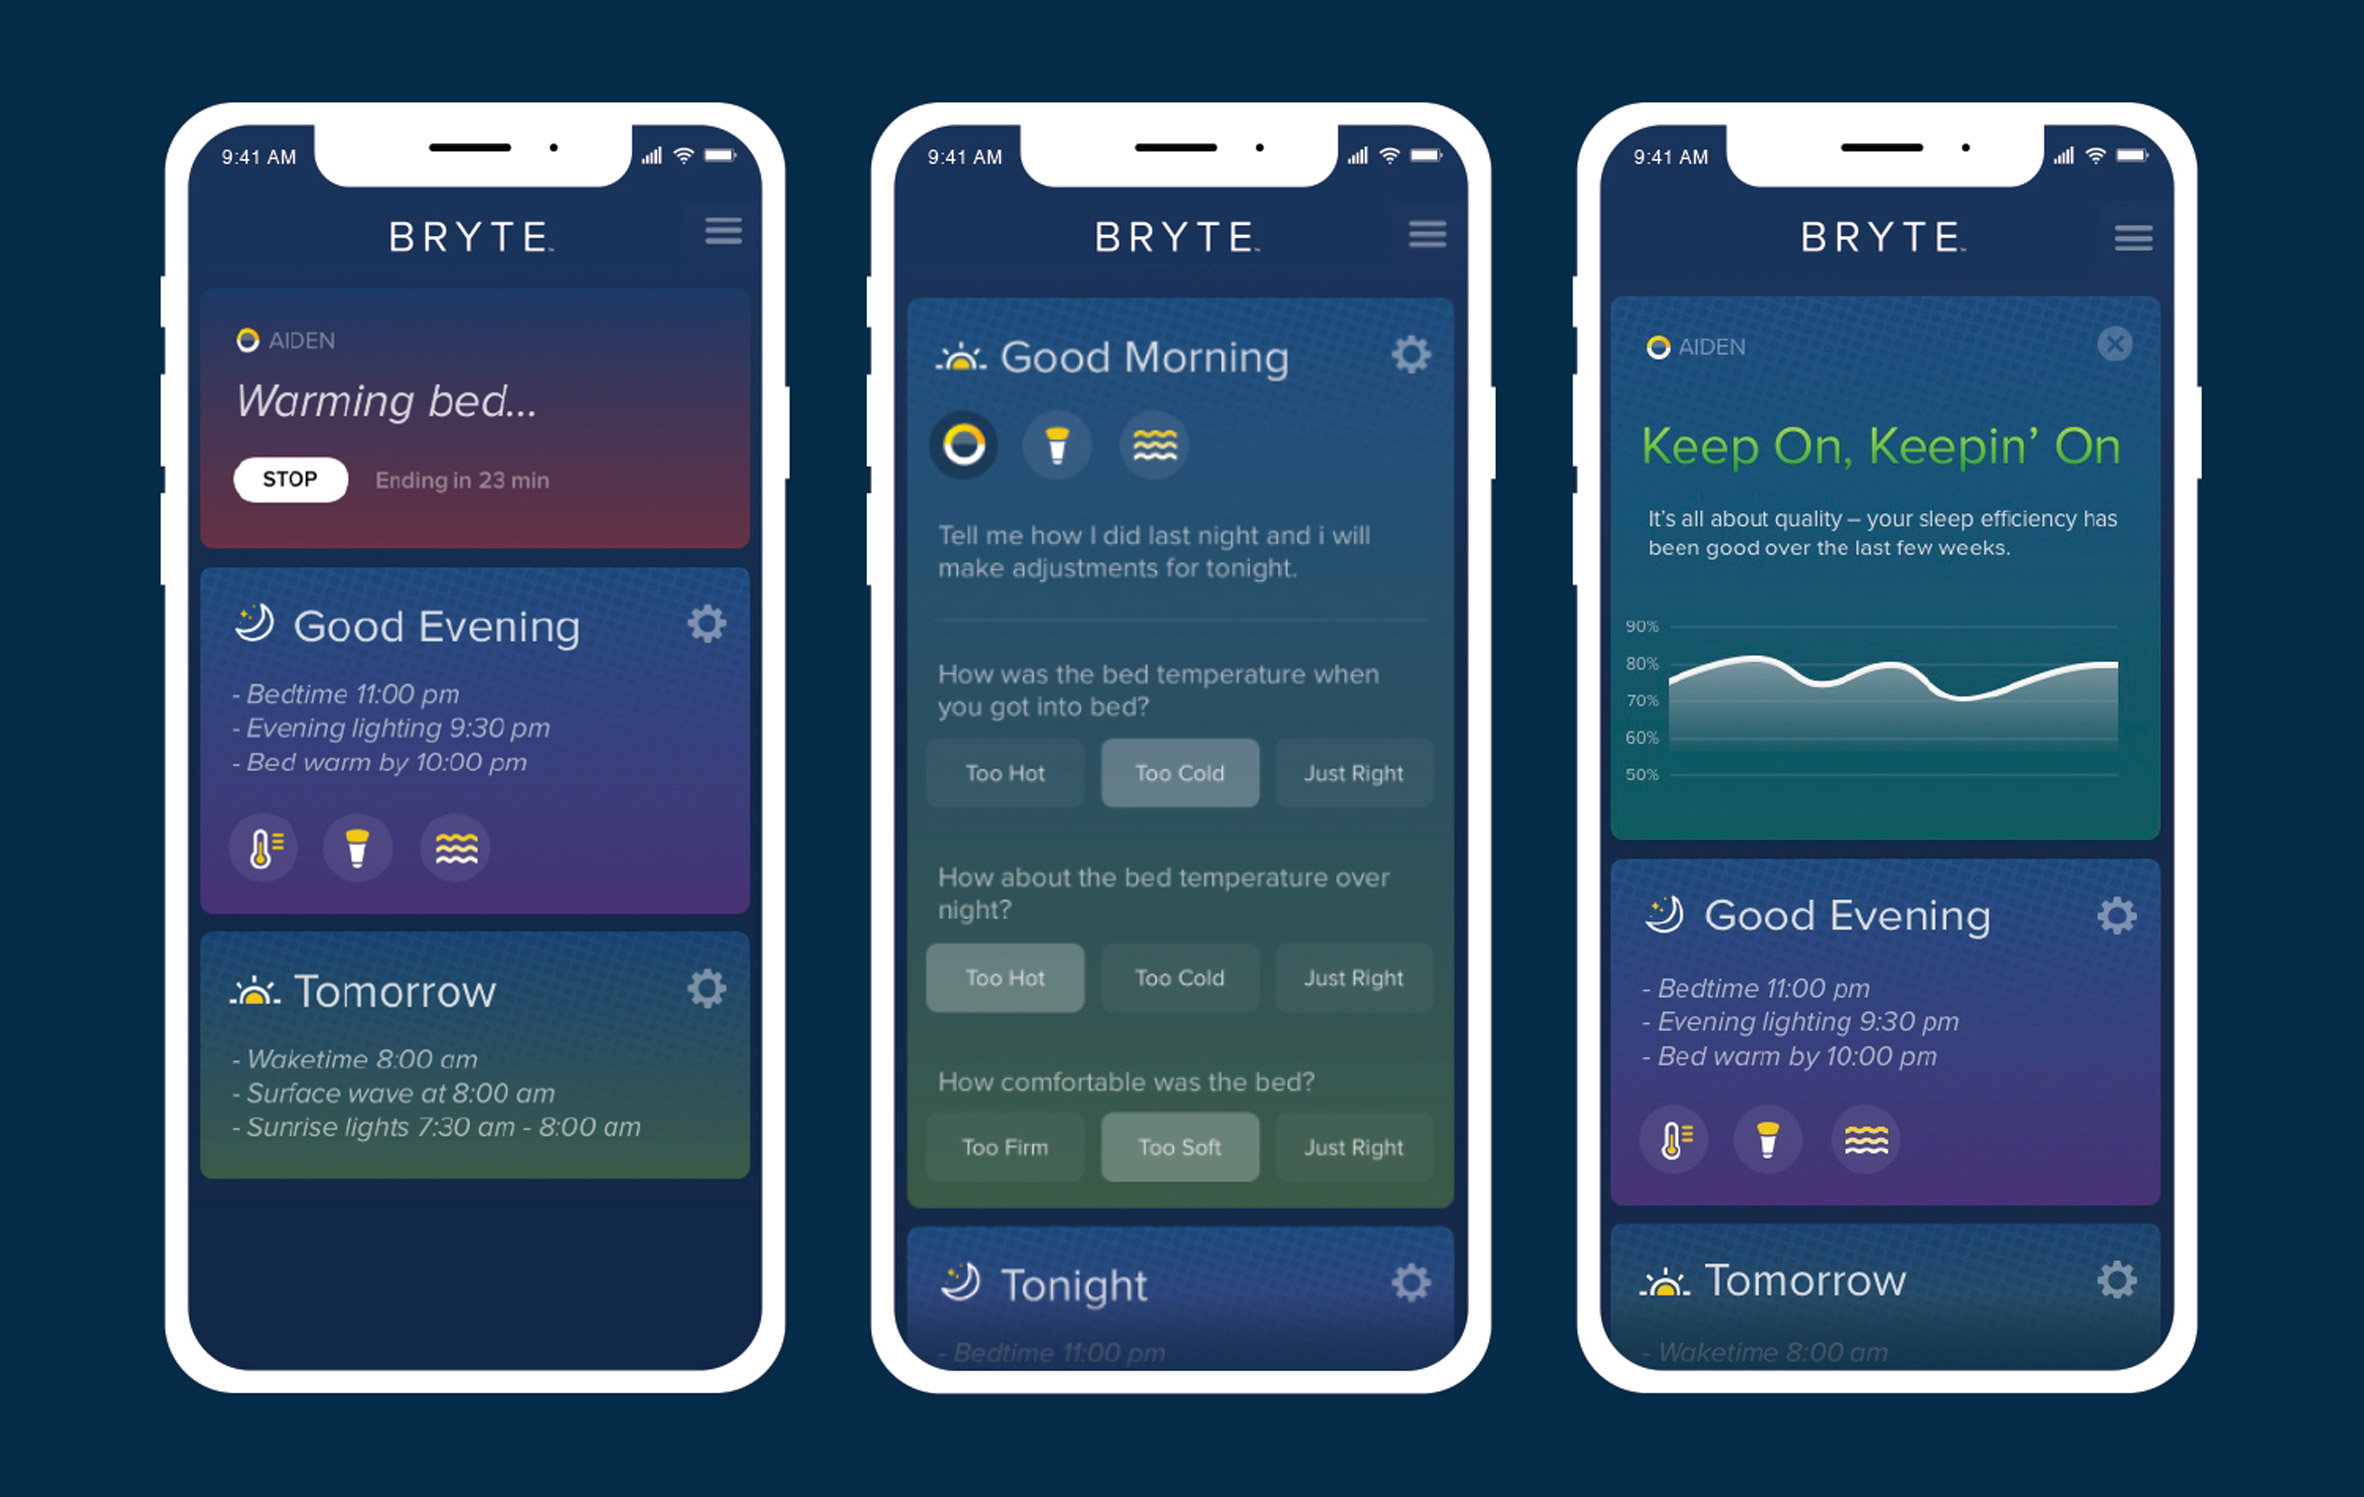 9:41 AM
BRYTE
AIDEN
Warming bed...
STOP Ending in 23 min
Good Evening
- Bedtime 11:00 pm
- Evening lighting 9:30 pm
- Bed warm by 10:00 pm
Tomorrow
- Waketime 8:00 am
- Surface wave at 8:00 am
- Sunrise lights 7:30 am - 8:00 am
9:41 AM
BRYTE
Good Morning
Tell me how I did last night and i will
make adjustments for tonight.
How was the bed temperature when
you got into bed?
Too Hot Too Cold Just Right
How about the bed temperature over
night?
Too Hot Too Cold Just Right
How comfortable was the bed?
Too Firm Too Soft Just Right
Tonight
- Bedtime 11:00 pm
9:41 AM
BRYTE
AIDEN
Keep On, Keepin’ On
It’s all about quality – your sleep efficiency has
been good over the last few weeks.
90%
80%
70%
60%
50%
Good Evening
- Bedtime 11:00 pm
- Evening lighting 9:30 pm
- Bed warm by 10:00 pm
Tomorrow
- Waketime 8:00 am